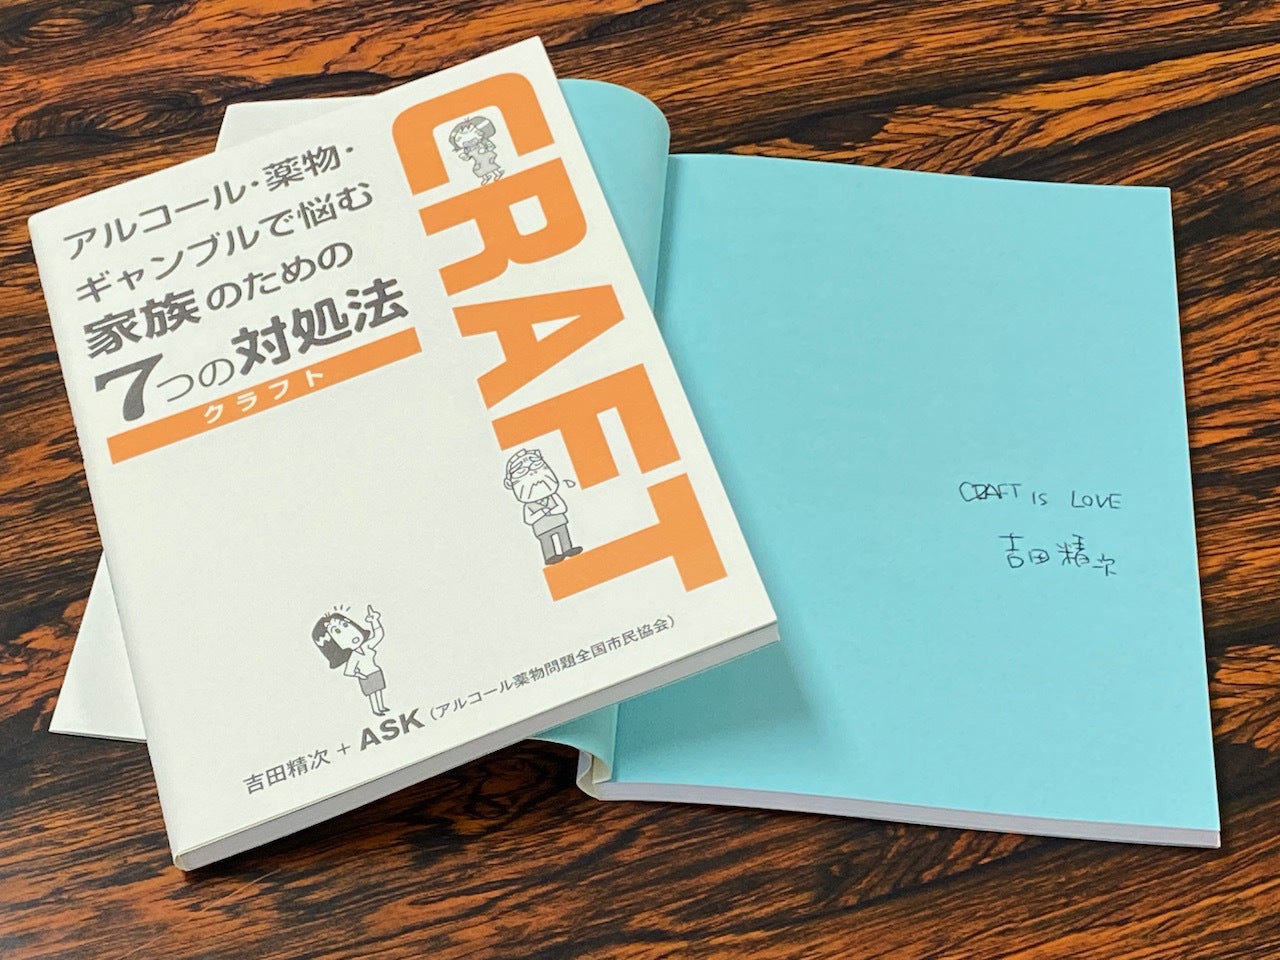 アルコール・薬物・
ギャンブルで悩む
家族のための
7つの対処法
クラフト
CRAFT
吉田精次 + ASK（アルコール薬物問題全国市民協会）
CRAFT IS LOVE
吉田精次